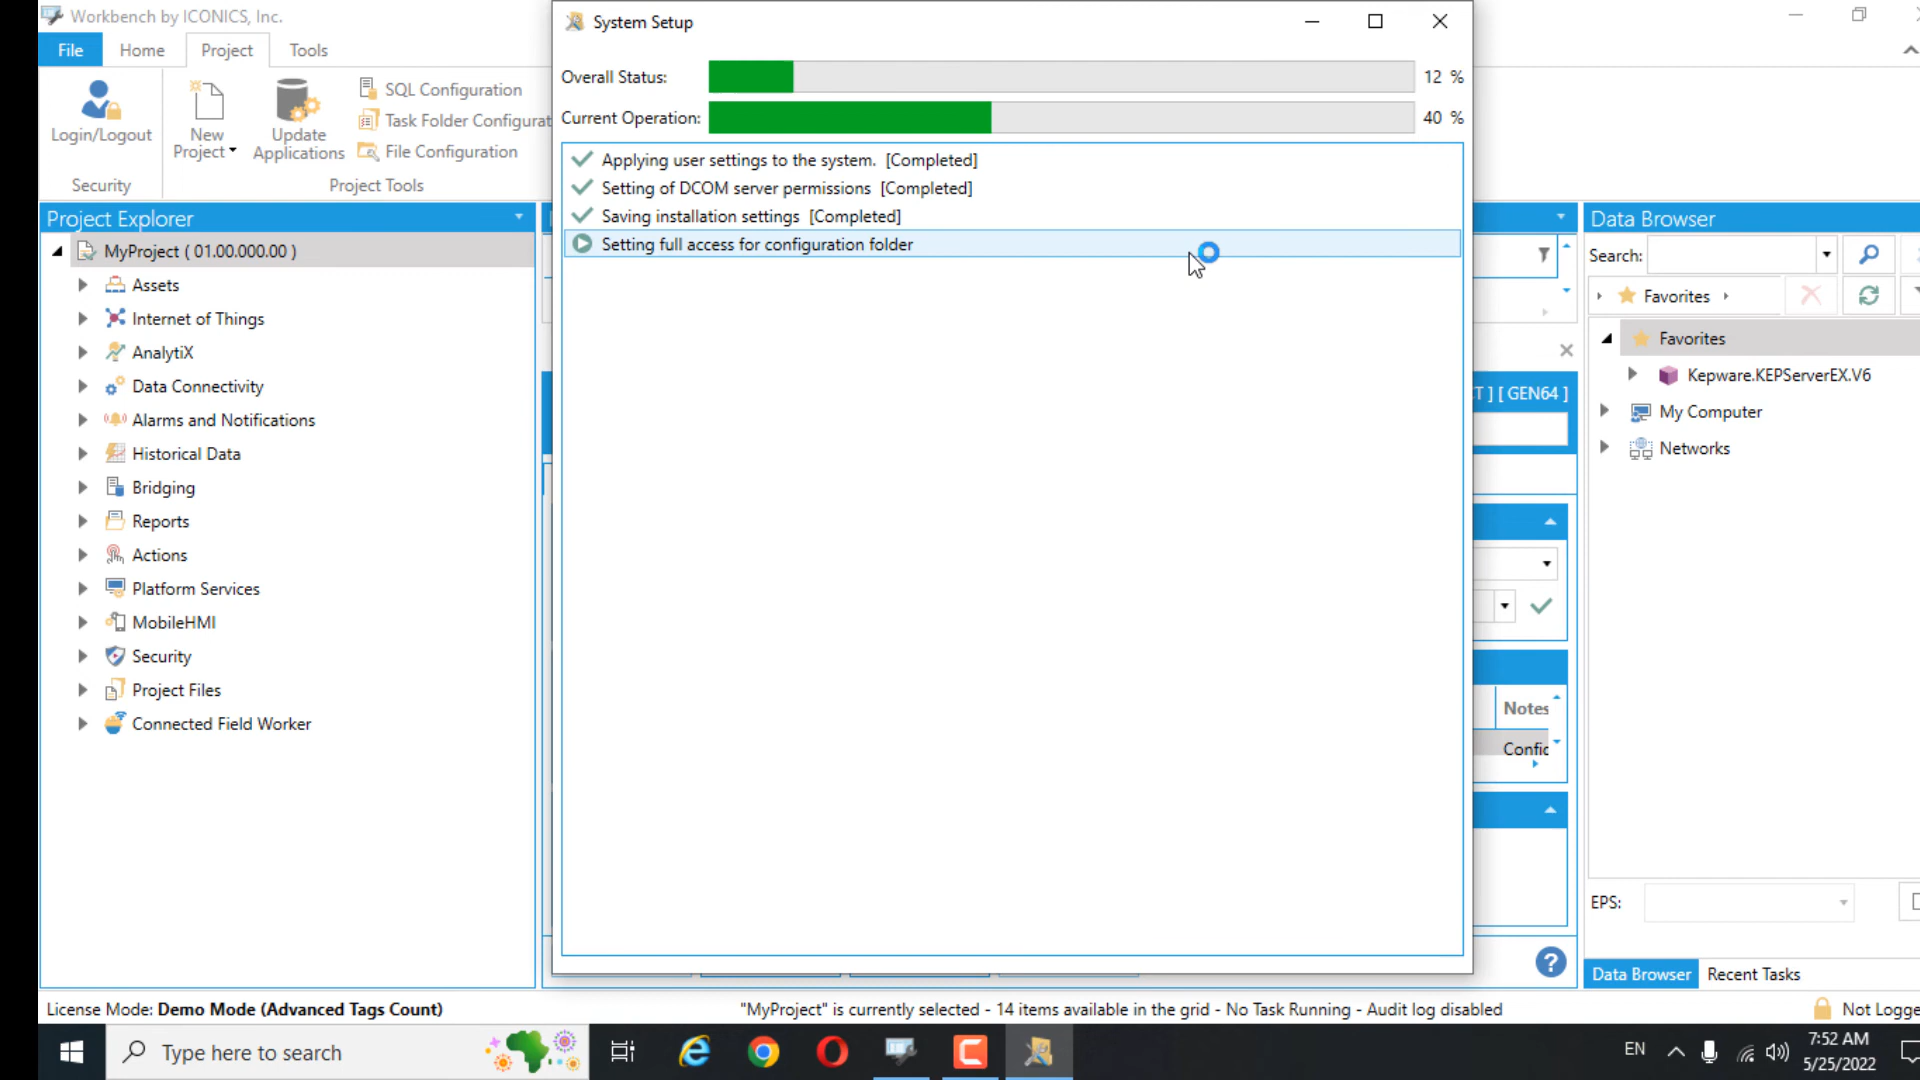 Workbench by ICONICS, Inc.
File Home Project Tools
Login/Logout
Security
New Project
Update Applications
SQL Configuration
Task Folder Configurat
File Configuration
Project Tools
Project Explorer
MyProject ( 01.00.000.00 )
Assets
Internet of Things
AnalytiX
Data Connectivity
Alarms and Notifications
Historical Data
Bridging
Reports
Actions
Platform Services
MobileHMI
Security
Project Files
Connected Field Worker
System Setup
Overall Status: 12 %
Current Operation: 40 %
Applying user settings to the system. [Completed]
Setting of DCOM server permissions [Completed]
Saving installation settings [Completed]
Setting full access for configuration folder
T ] [ GEN64 ]
Notes
Data Browser
Search:
Favorites
Favorites
Kepware.KEPServerEX.V6
My Computer
Networks
EPS:
Data Browser Recent Tasks
License Mode: Demo Mode (Advanced Tags Count)
"MyProject" is currently selected - 14 items available in the grid - No Task Running - Audit log disabled
Not Logge
Type here to search
EN
7:52 AM
5/25/2022